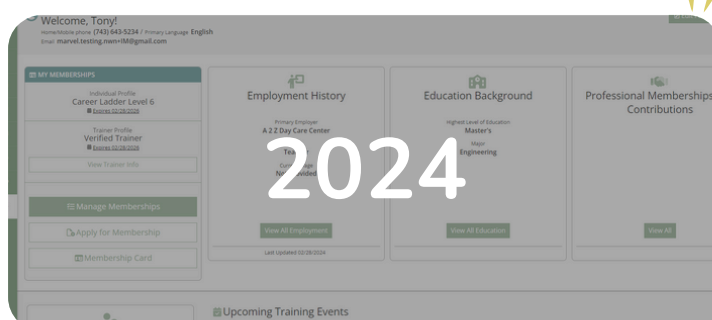 Welcome, Tony!
Home/Mobile phone (743) 643-5234 / Primary Language English
Email marvel.testing.nwn+IM@gmail.com
MY MEMBERSHIPS
Individual Profile
Career Ladder Level 6
Expires 02/28/2026
Trainer Profile
Verified Trainer
Expires 02/28/2026
View Trainer Info
Manage Memberships
Apply for Membership
Membership Card
Employment History
Primary Employer
A 2 Z Day Care Center
View All Employment
Last Updated 02/28/2026
Education Background
Highest Level of Education
Master's
Major
Engineering
View All Education
Professional Memberships
Contributions
View All
2024
Upcoming Training Events